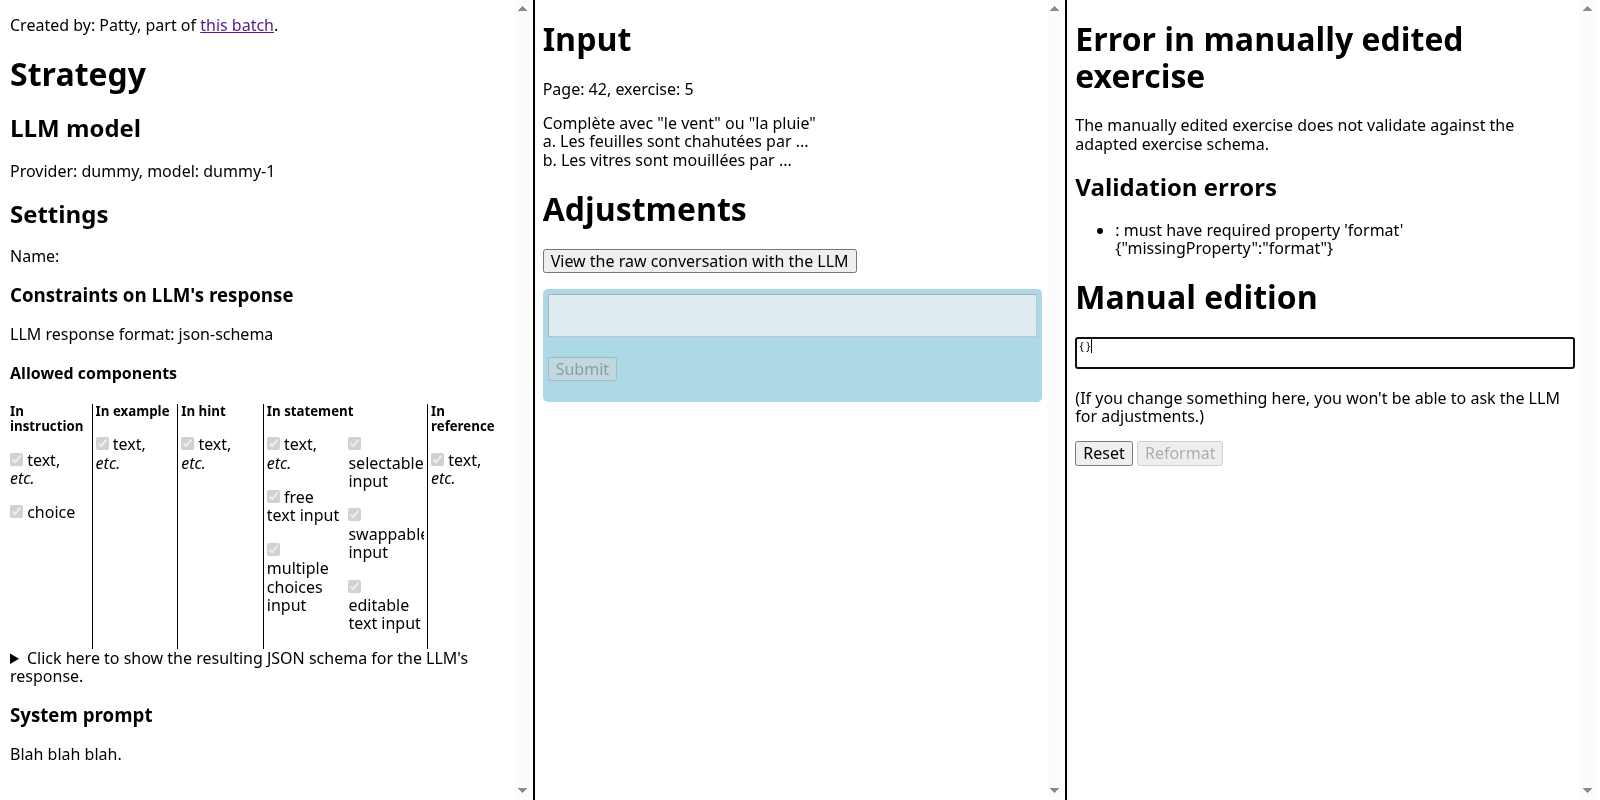 Created by: Patty, part of this batch.
Strategy
LLM model
Provider: dummy, model: dummy-1
Settings
Name:
Constraints on LLM's response
LLM response format: json-schema
Allowed components
In
instruction
text,
etc.
choice
In example
text,
etc.
In hint
text,
etc.
In statement
text,
etc.
free
text input
multiple
choices
input
selectable
input
swappable
input
editable
text input
In
reference
text,
etc.
Click here to show the resulting JSON schema for the LLM's
response.
System prompt
Blah blah blah.
Input
Page: 42, exercise: 5
Complète avec "le vent" ou "la pluie"
a. Les feuilles sont chahutées par ...
b. Les vitres sont mouillées par ...
Adjustments
View the raw conversation with the LLM
Submit
Error in manually edited
exercise
The manually edited exercise does not validate against the
adapted exercise schema.
Validation errors
: must have required property 'format'
{"missingProperty":"format"}
Manual edition
{}
(If you change something here, you won't be able to ask the LLM
for adjustments.)
Reset Reformat